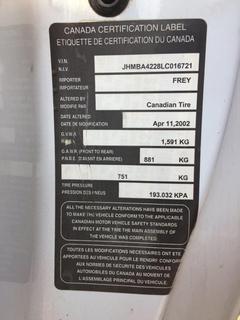 CANADA CERTIFICATION LABEL
ETIQUETTE DE CERTIFICATION DU CANADA
V.I.N.
N.I.V. JHMBA4228LC016721
IMPORTER
IMPORTATEUR FREY
ALTERED BY
MODIFIÉ PAR Canadian Tire
DATE OF
MODIFICATION Apr 11,2002
G.V.W.R 1,591 KG
G.A.W.R (FRONT TO REAR)
P.N.B.E (D'AVANT EN ARRIERE) 881 KG
751 KG
TIRE PRESSURE
PRESSION DES PNEUS 193.032 KPA
ALL THE NECESSARY ALTERATIONS HAVE BEEN MADE
TO MAKE THIS VEHICLE CONFORM TO THE APPLICABLE
CANADIAN MOTOR VEHICLE SAFETY STANDARDS
IN EFFECT AT THE TIME THE MAIN ASSEMBLY OF
THE VEHICLE WAS COMPLETED
TOUTES LES MODIFICATIONS NECESSAIRES ONT ETE
APPORTEES AU VEHICULE POUR LE RENDRE CONFORME
AUX NORMES DE SECURITE DES VEHICULES
AUTOMOBILES DU CANADA AU MOMENT DE
L'ASSEMBLAGE PRINCIPAL DU VEHICULE